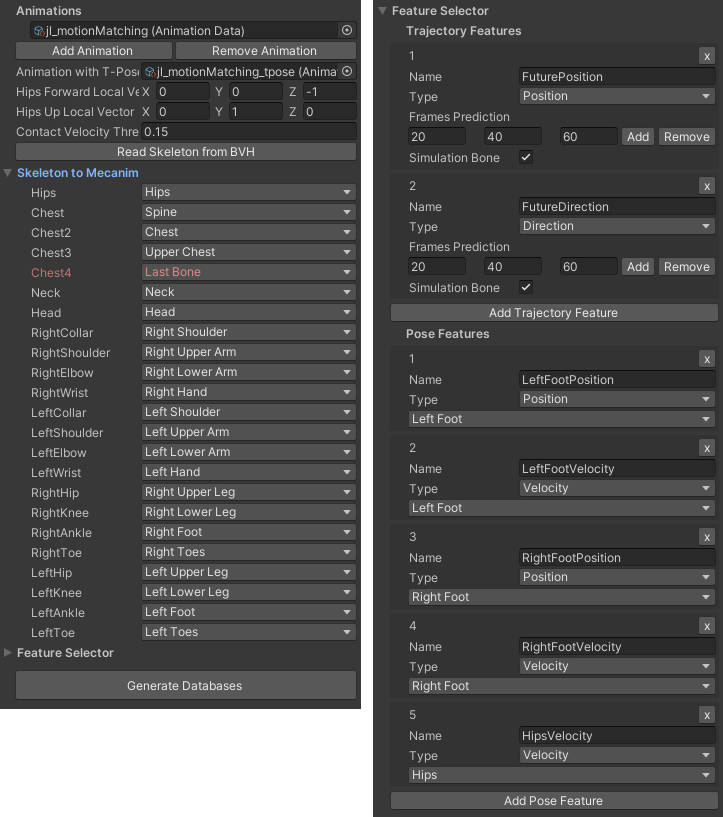 Animations
jl_motionMatching (Animation Data)
Add Animation Remove Animation
Animation with T-Pose jl_motionMatching_tpose (Anima
Hips Forward Local Ve X 0 Y 0 Z -1
Hips Up Local Vector X 0 Y 1 Z 0
Contact Velocity Thre 0.15
Read Skeleton from BVH
Skeleton to Mecanim
Hips Hips
Chest Spine
Chest2 Chest
Chest3 Upper Chest
Chest4 Last Bone
Neck Neck
Head Head
RightCollar Right Shoulder
RightShoulder Right Upper Arm
RightElbow Right Lower Arm
RightWrist Right Hand
LeftCollar Left Shoulder
LeftShoulder Left Upper Arm
LeftElbow Left Lower Arm
LeftWrist Left Hand
RightHip Right Upper Leg
RightKnee Right Lower Leg
RightAnkle Right Foot
RightToe Right Toes
LeftHip Left Upper Leg
LeftKnee Left Lower Leg
LeftAnkle Left Foot
LeftToe Left Toes
Feature Selector
Generate Databases
Feature Selector
Trajectory Features
1 x
Name FuturePosition
Type Position
Frames Prediction
20 40 60 Add Remove
Simulation Bone
2 x
Name FutureDirection
Type Direction
Frames Prediction
20 40 60 Add Remove
Simulation Bone
Add Trajectory Feature
Pose Features
1 x
Name LeftFootPosition
Type Position
Left Foot
2 x
Name LeftFootVelocity
Type Velocity
Left Foot
3 x
Name RightFootPosition
Type Position
Right Foot
4 x
Name RightFootVelocity
Type Velocity
Right Foot
5 x
Name HipsVelocity
Type Velocity
Hips
Add Pose Feature